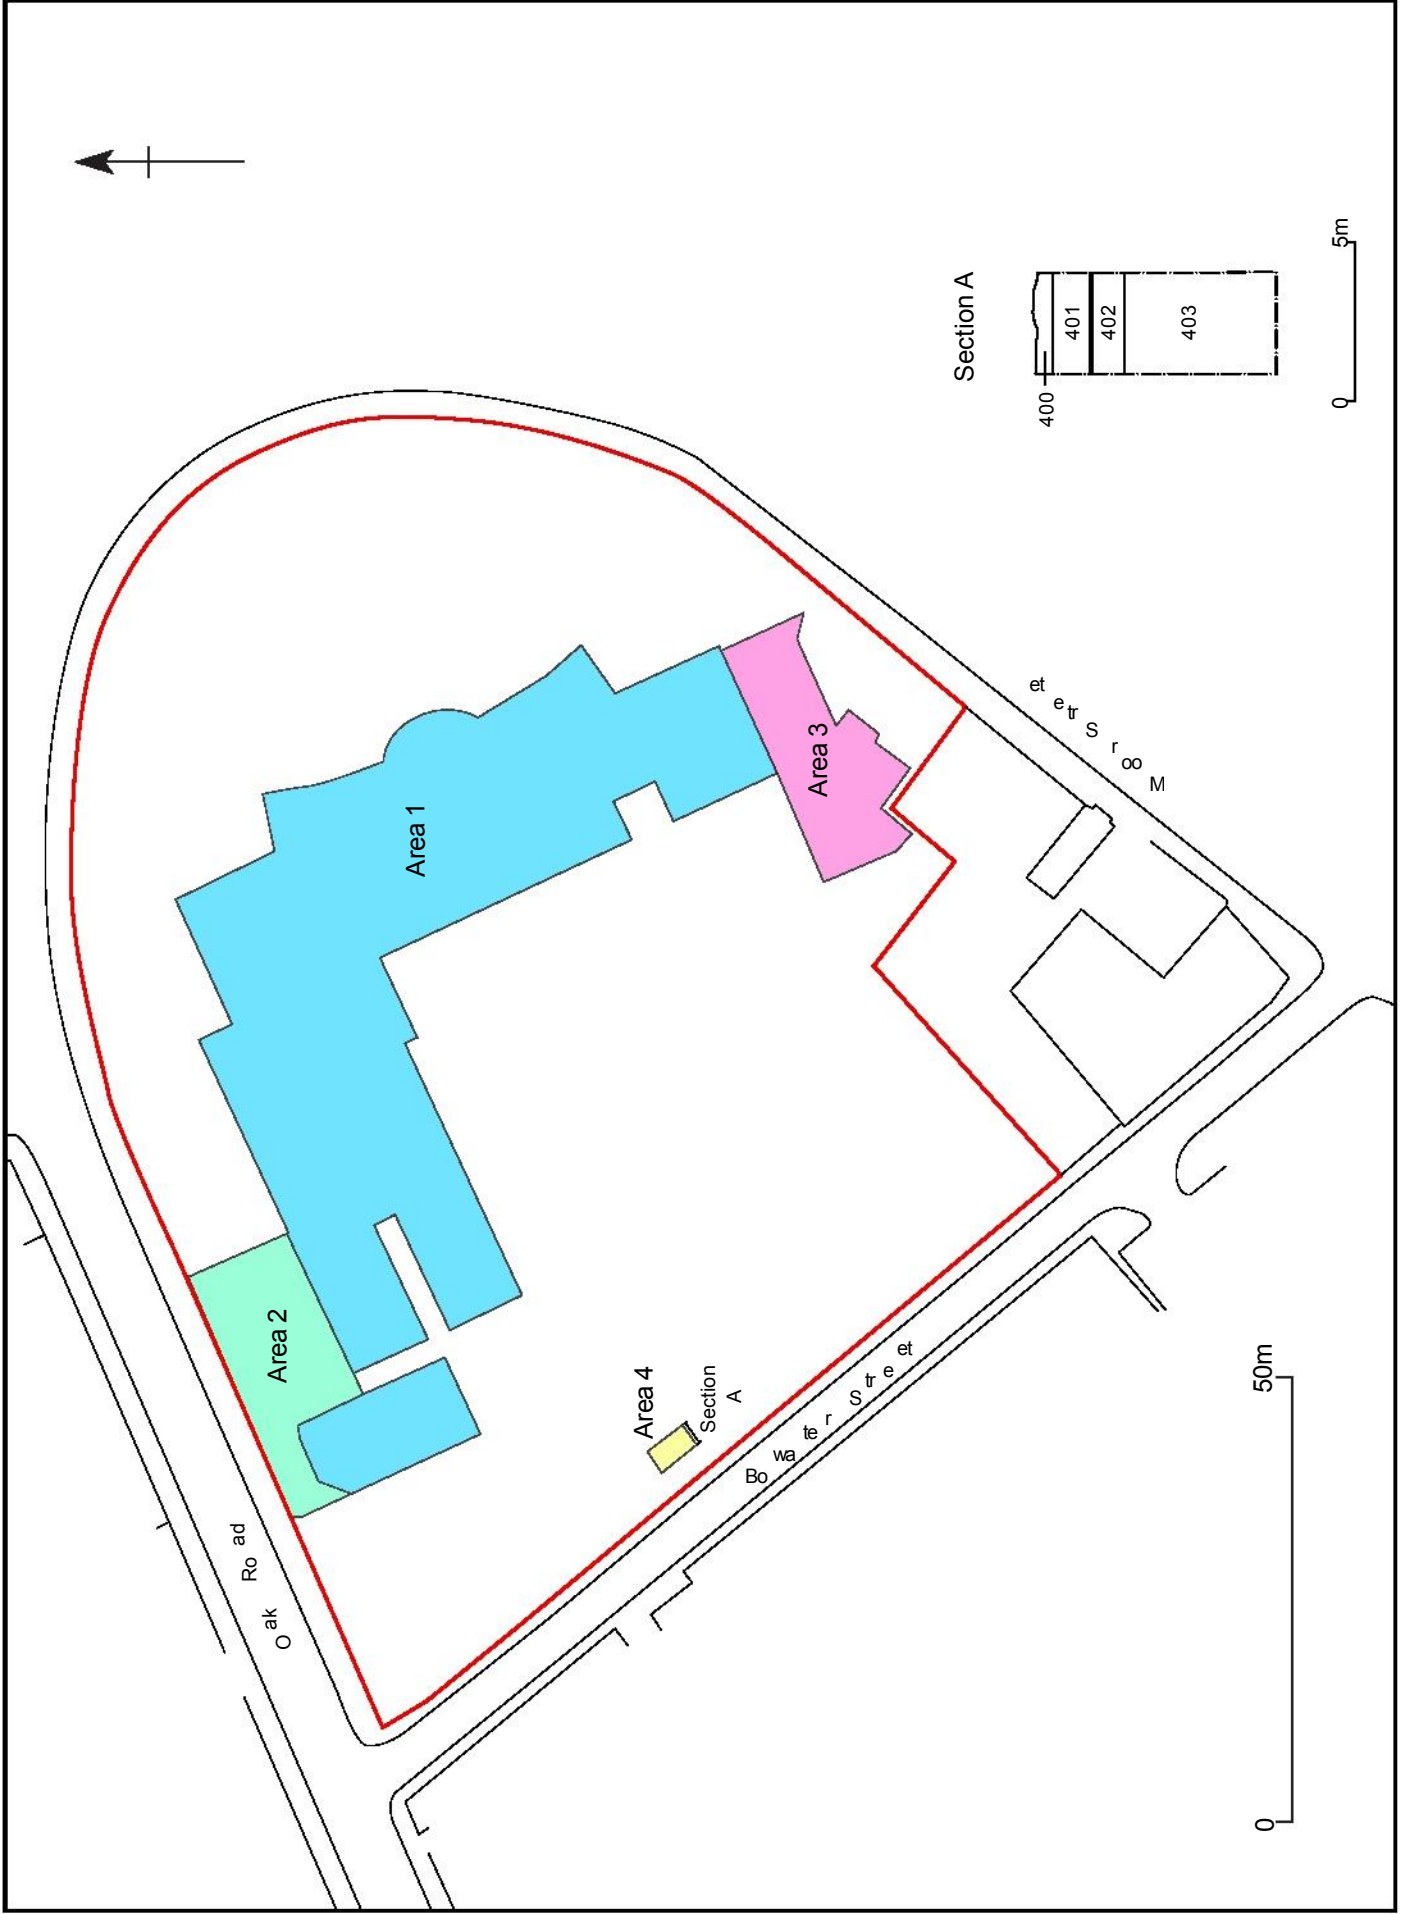 Area 1
Area 2
Area 3
Area 4
Section
A
Oak Road
Bowater Street
Moor Street
Section A
400
401
402
403
0 5m
0 50m